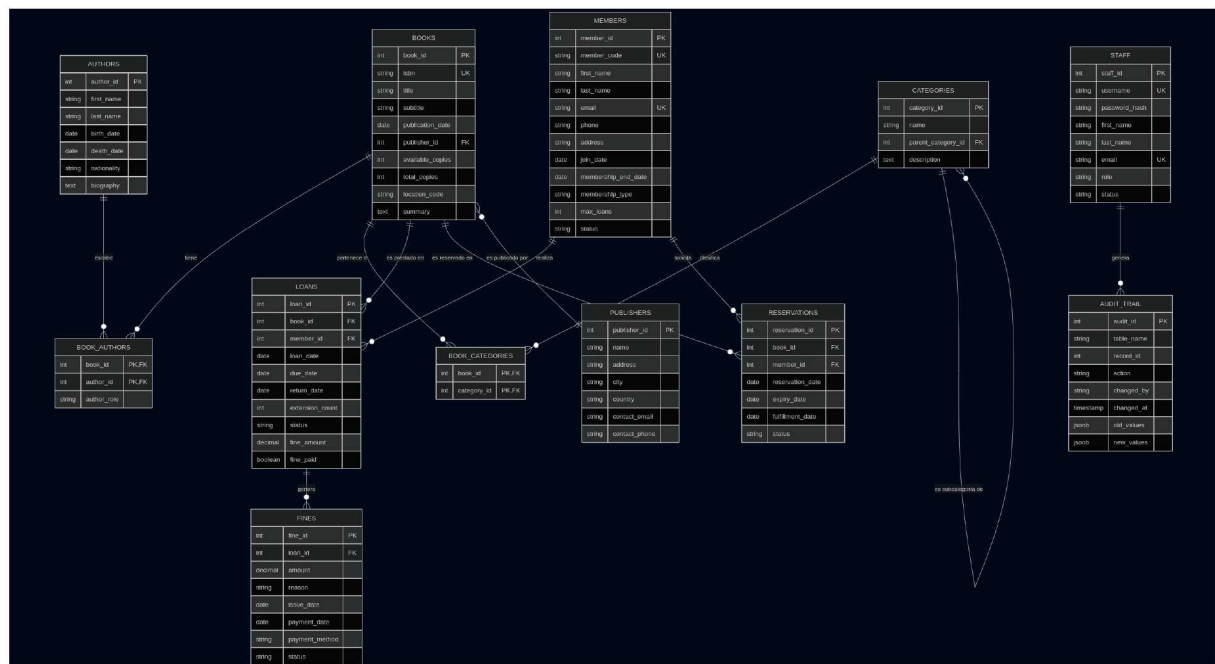 AUTHORS
int author_id PK
string first_name
string last_name
date birth_date
date death_date
string nationality
text biography
BOOKS
int book_id PK
string isbn UK
string title
string subtitle
date publication_date
int publisher_id FK
int available_copies
int total_copies
string location_code
text summary
MEMBERS
int member_id PK
string member_code UK
string first_name
string last_name
string email UK
string phone
string address
date join_date
date membership_end_date
string membership_type
int max_loans
string status
CATEGORIES
int category_id PK
string name
int parent_category_id FK
text description
STAFF
int staff_id PK
string username UK
string password_hash
string first_name
string last_name
string email UK
string role
string status
escribe
tiene
pertenece a
es prestado en
es reservado en
es publicado por
realiza
solicita
clasifica
genera
LOANS
int loan_id PK
int book_id FK
int member_id FK
date loan_date
date due_date
date return_date
int extension_count
string status
decimal fine_amount
boolean fine_paid
BOOK_AUTHORS
int book_id PK,FK
int author_id PK,FK
string author_role
BOOK_CATEGORIES
int book_id PK,FK
int category_id PK,FK
PUBLISHERS
int publisher_id PK
string name
string address
string city
string country
string contact_email
string contact_phone
RESERVATIONS
int reservation_id PK
int book_id FK
int member_id FK
date reservation_date
date expiry_date
date fulfillment_date
string status
AUDIT_TRAIL
int audit_id PK
string table_name
int record_id
string action
string changed_by
timestamp changed_at
jsonb old_values
jsonb new_values
genera
es subcategoría de
FINES
int fine_id PK
int loan_id FK
decimal amount
string reason
date issue_date
date payment_date
string payment_method
string status